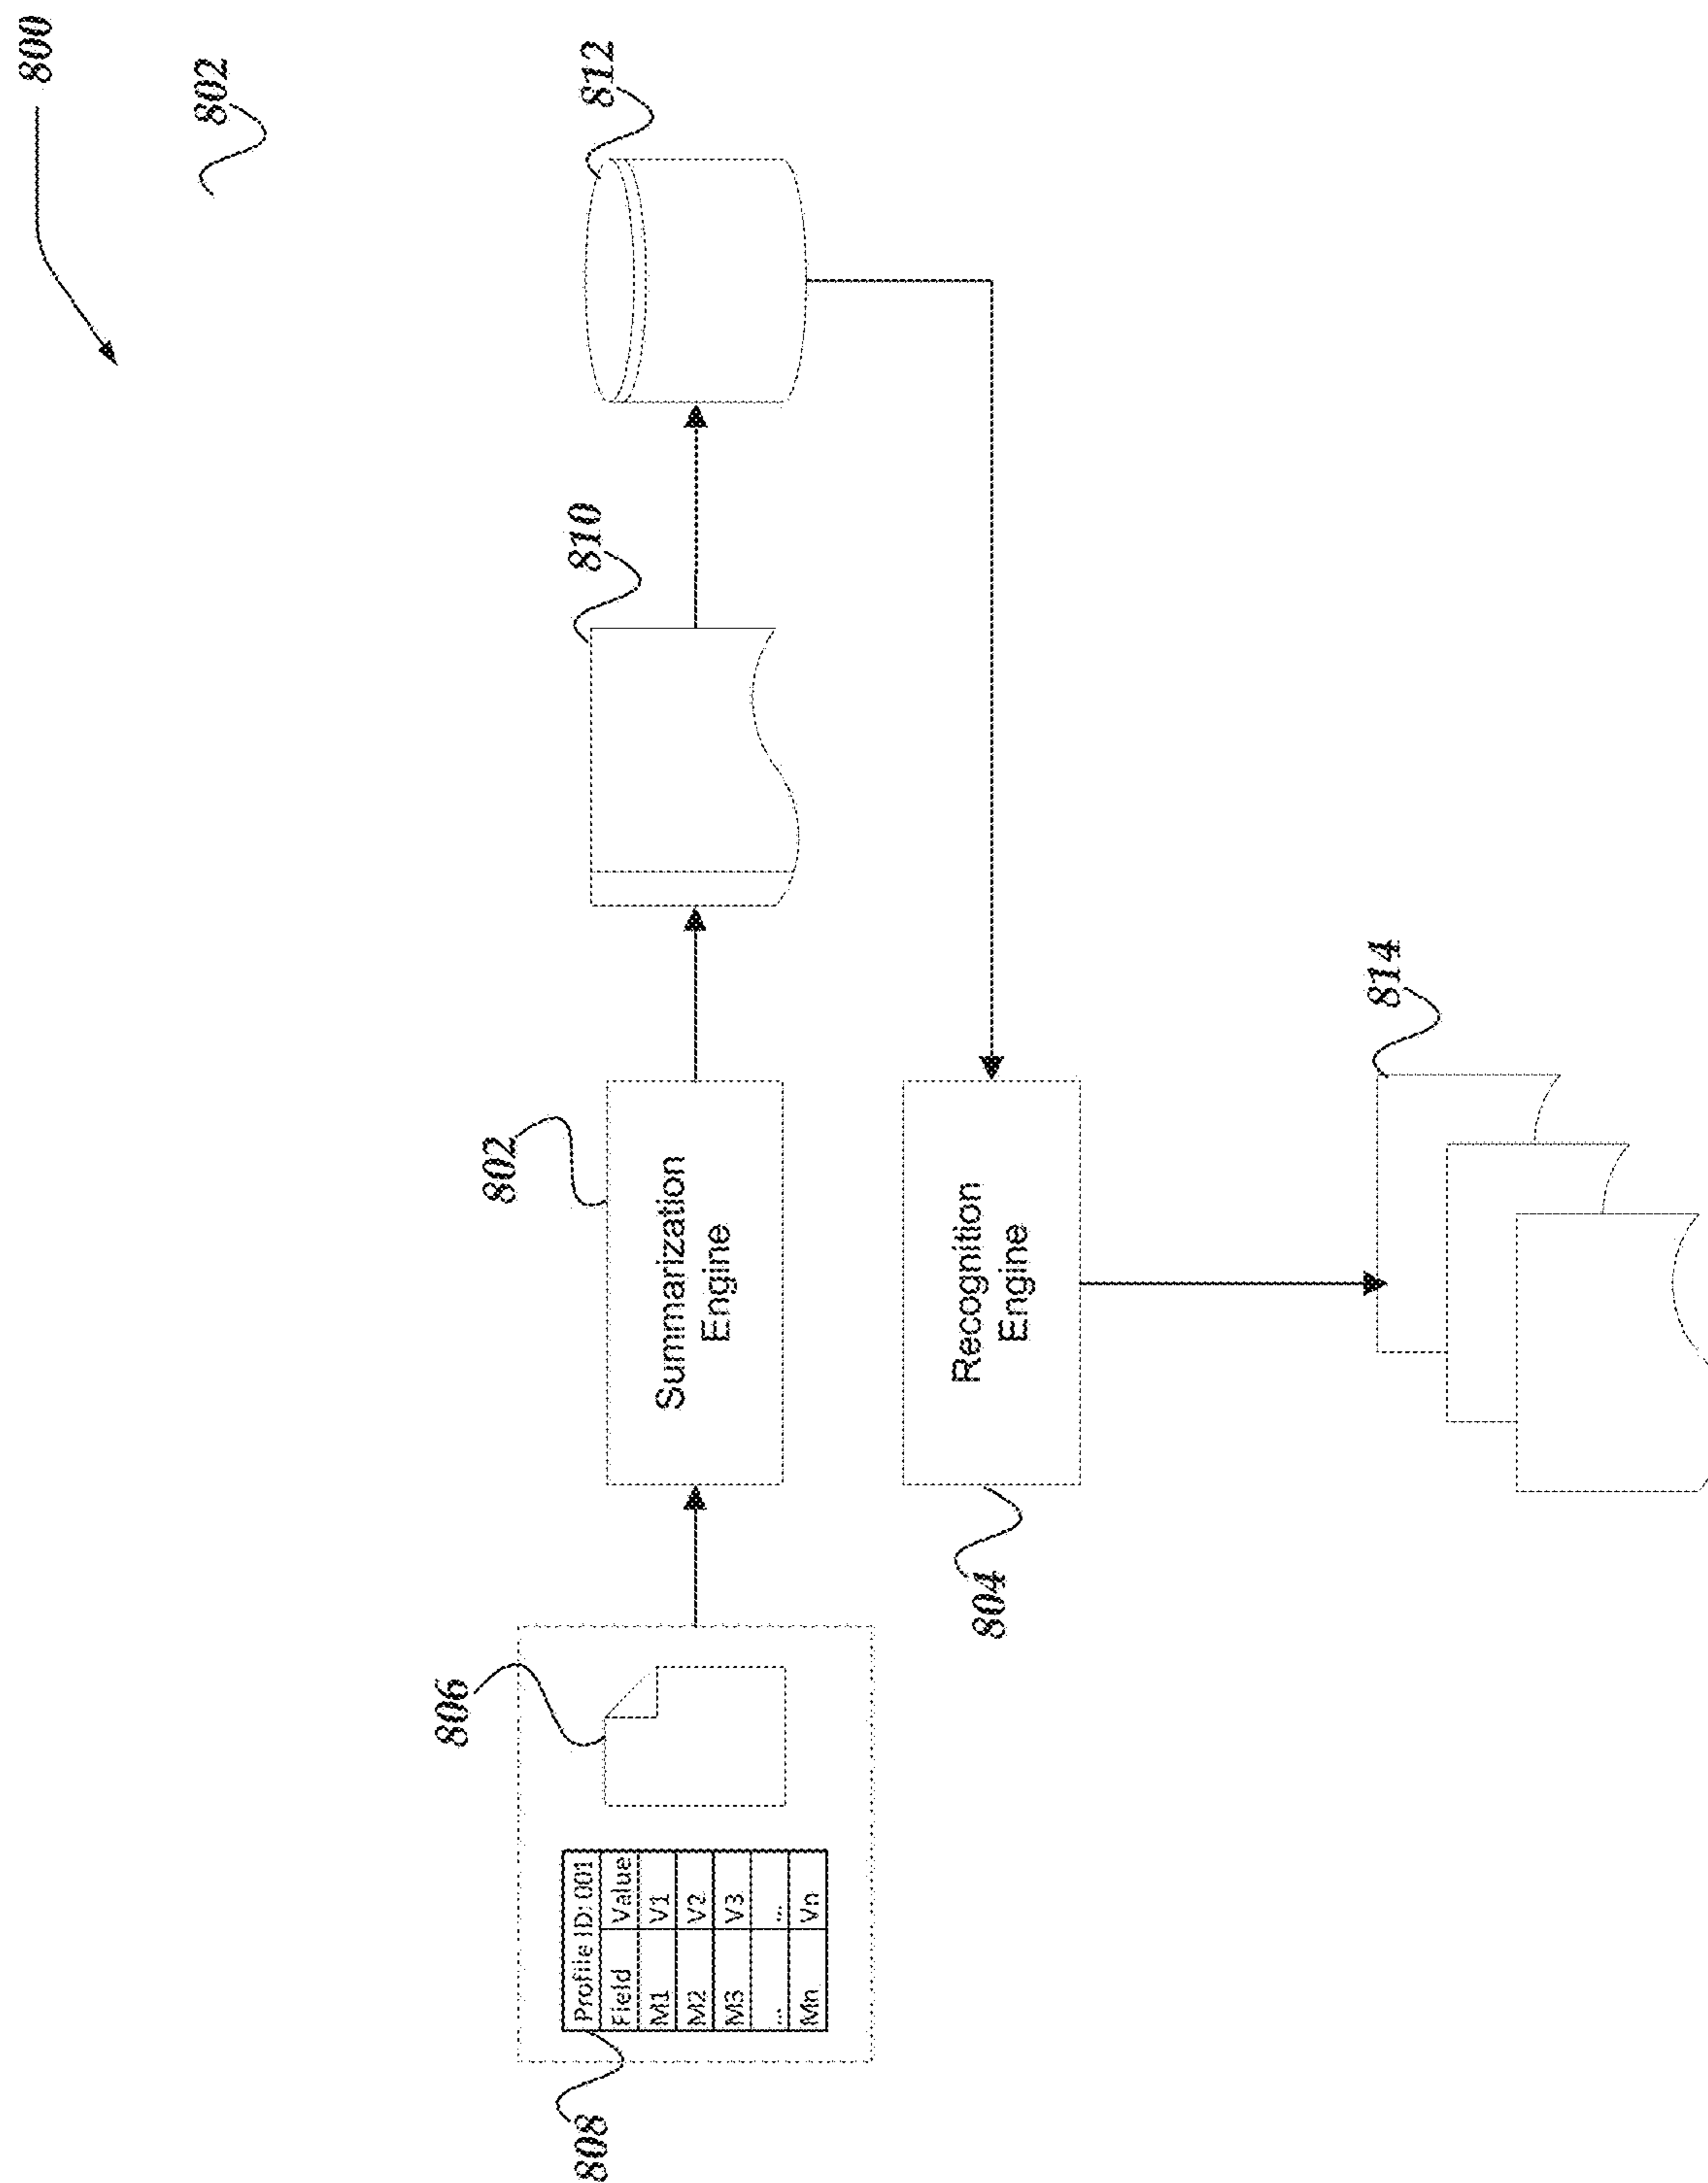 800
802
812
810
802
Summarization
Engine
806
Profile ID: 001
Field Value
M1 V1
M2 V2
M3 V3
... ...
Mn Vn
808
Recognition
Engine
804
814